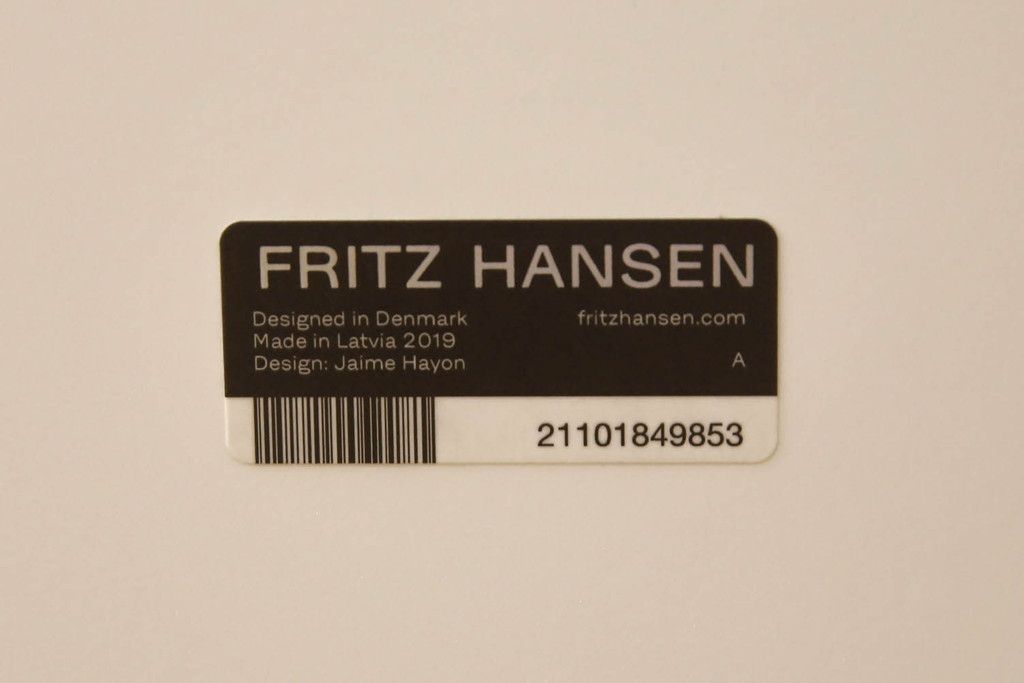 FRITZ HANSEN
Designed in Denmark
Made in Latvia 2019
Design: Jaime Hayon
fritzhansen.com
A
21101849853